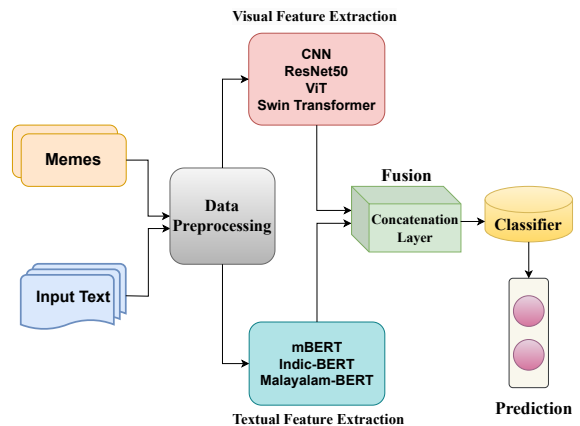 Visual Feature Extraction
CNN
ResNet50
ViT
Swin Transformer
Memes
Input Text
Data
Preprocessing
Fusion
Concatenation
Layer
Classifier
mBERT
Indic-BERT
Malayalam-BERT
Textual Feature Extraction
Prediction